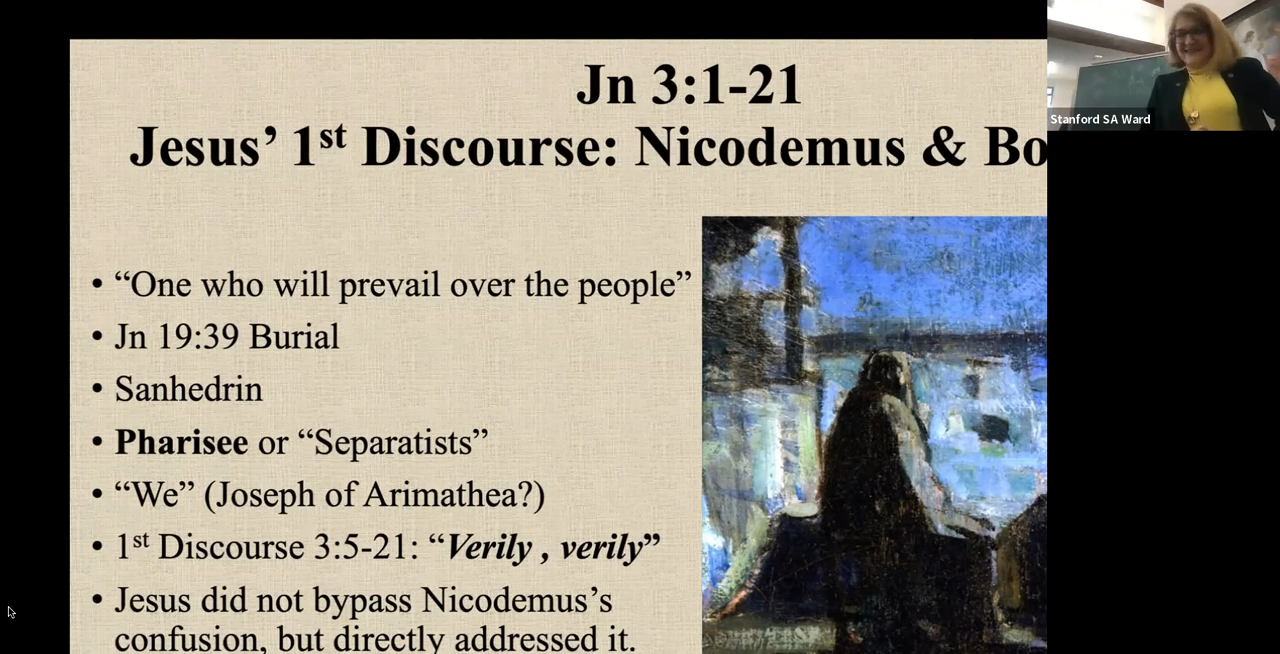 Jn 3:1-21
Jesus’ 1st Discourse: Nicodemus & Bo
Stanford SA Ward
• “One who will prevail over the people”
• Jn 19:39 Burial
• Sanhedrin
• Pharisee or “Separatists”
• “We” (Joseph of Arimathea?)
• 1st Discourse 3:5-21: “Verily , verily”
• Jesus did not bypass Nicodemus’s
confusion, but directly addressed it.